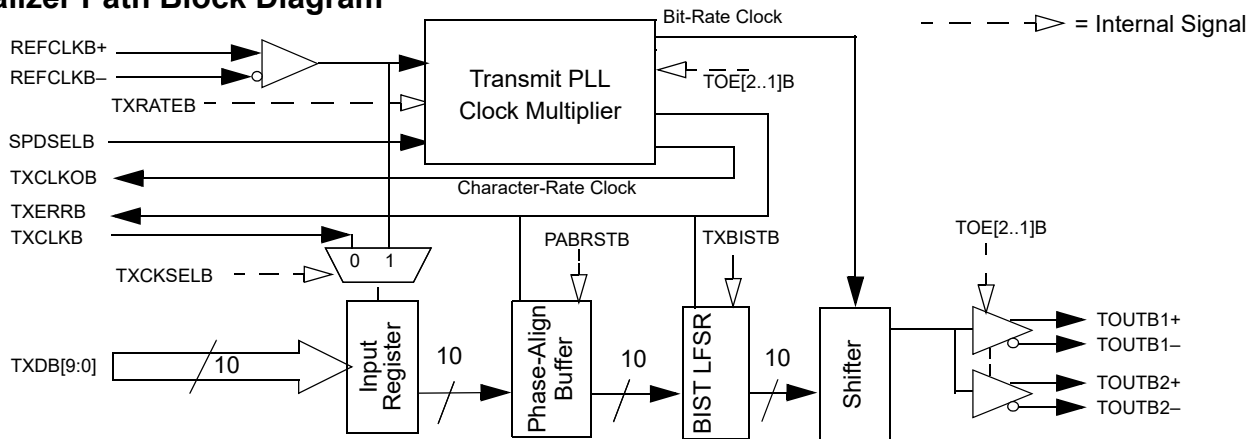 Path Block Diagram
Bit-Rate Clock
= Internal Signal
REFCLKB+
REFCLKB–
Transmit PLL
Clock Multiplier
TOE[2..1]B
TXRATEB
SPDSELB
TXCLKOB
Character-Rate Clock
TXERRB
TXCLKB
PABRSTB
TXBISTB
TOE[2..1]B
0 1
TXCKSELB
TXDB[9:0]
10
Input
Register
10
Phase-Align
Buffer
10
BIST LFSR
10
Shifter
TOUTB1+
TOUTB1–
TOUTB2+
TOUTB2–